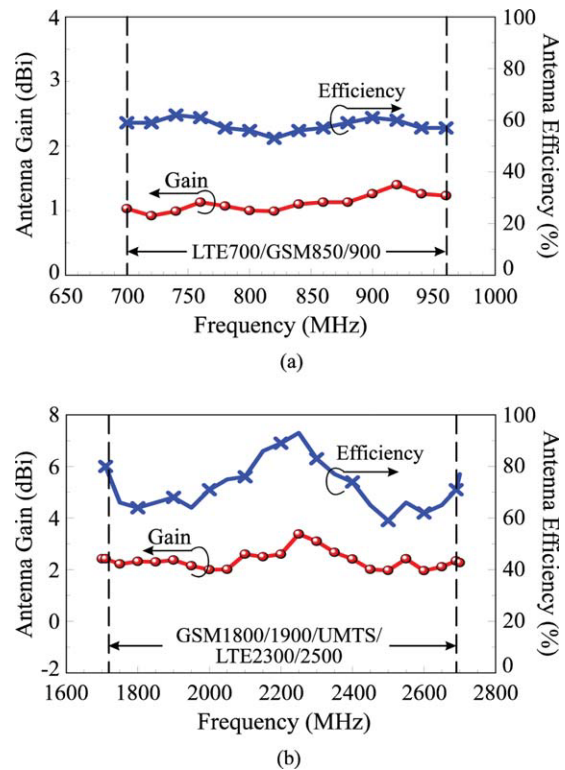 4
100
Antenna Gain (dBi)
3
80
Efficiency
2
60
40
Gain
1
20
LTE700/GSM850/900
0
0
Antenna Efficiency (%)
650 700 750 800 850 900 950 1000
Frequency (MHz)
(a)
8
100
Antenna Gain (dBi)
6
80
Efficiency
4
60
Gain
2
40
0
20
GSM1800/1900/UMTS/
LTE2300/2500
-2
0
Antenna Efficiency (%)
1600 1800 2000 2200 2400 2600 2800
Frequency (MHz)
(b)